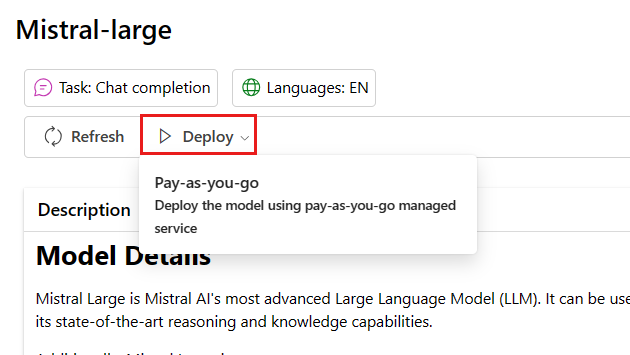 Mistral-large
Task: Chat completion
Languages: EN
Refresh
Deploy
Pay-as-you-go
Deploy the model using pay-as-you-go managed
service
Description
Model Details
Mistral Large is Mistral AI's most advanced Large Language Model (LLM). It can be use
its state-of-the-art reasoning and knowledge capabilities.